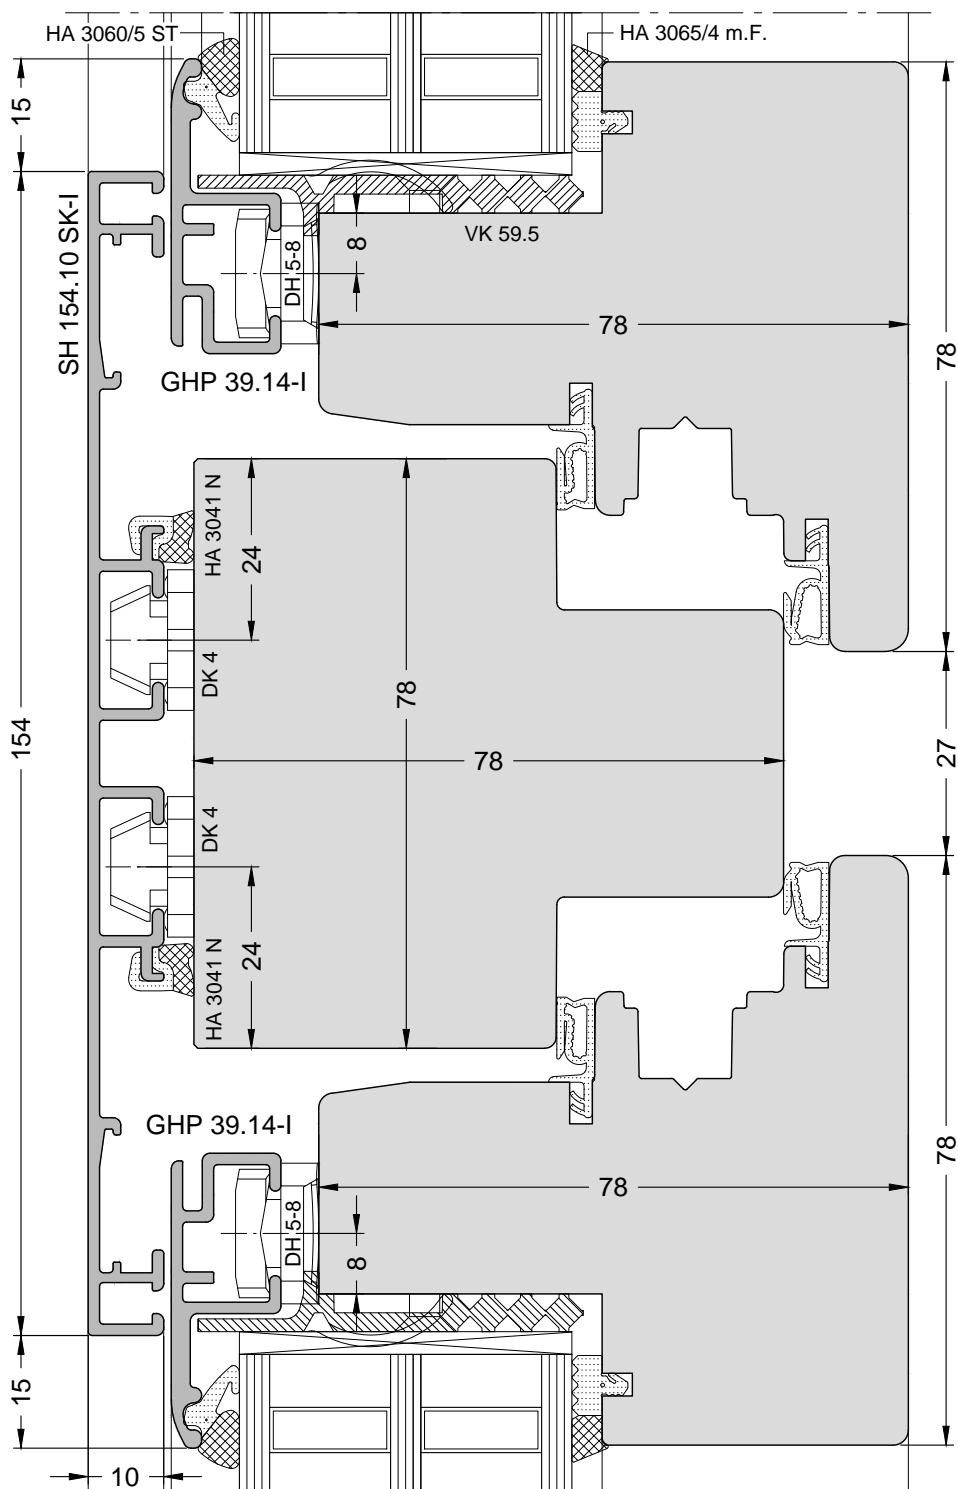 HA 3060/5 ST
HA 3065/4 m.F.
15
SH 154.10 SK-I
VK 59.5
8
DH 5-8
78
78
GHP 39.14-I
HA 3041 N
24
DK 4
78
154
78
27
DK 4
24
HA 3041 N
GHP 39.14-I
78
78
DH 5-8
8
15
10